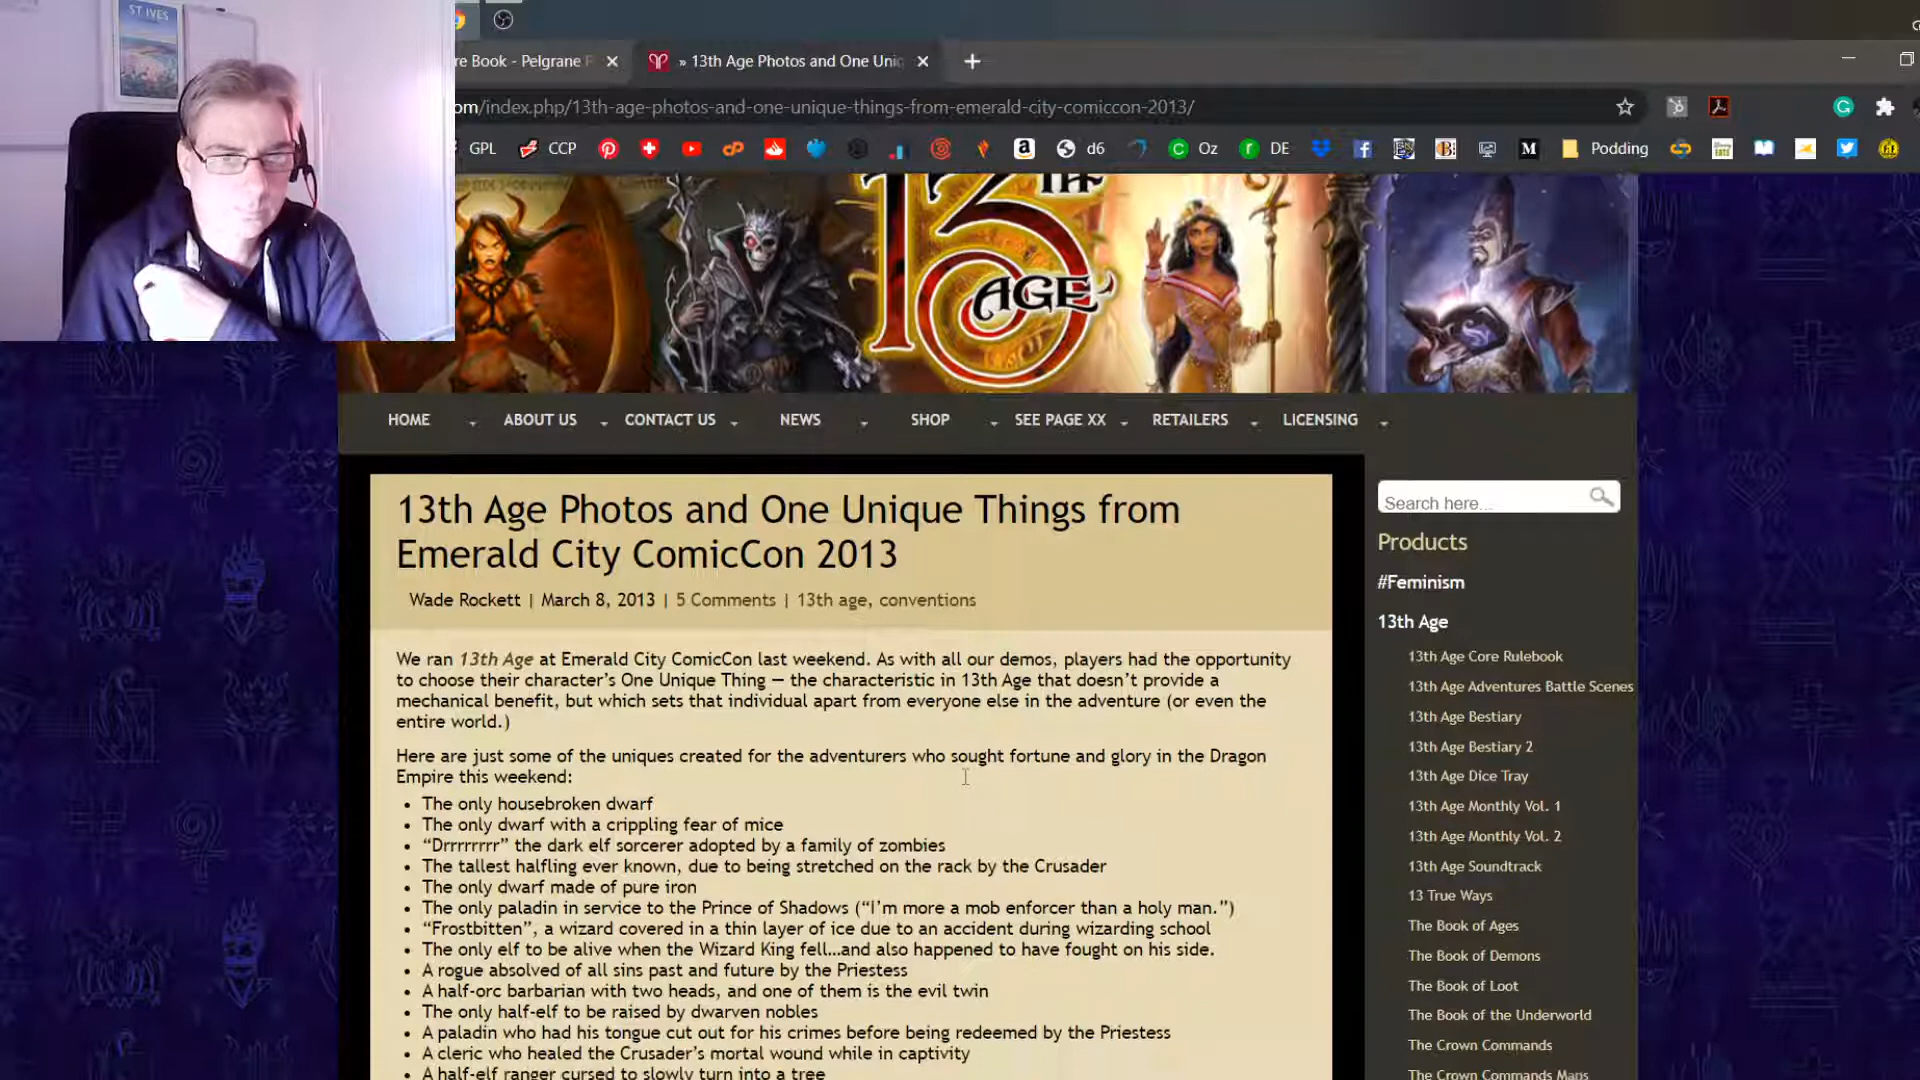 ST IVES
re Book - Pelgrane
» 13th Age Photos and One Uniq
om/index.php/13th-age-photos-and-one-unique-things-from-emerald-city-comiccon-2013/
GPL CCP d6 Oz DE M Podding
13TH
AGE
HOME ABOUT US CONTACT US NEWS SHOP SEE PAGE XX RETAILERS LICENSING
13th Age Photos and One Unique Things from
Emerald City ComicCon 2013
Wade Rockett | March 8, 2013 | 5 Comments | 13th age, conventions
We ran 13th Age at Emerald City ComicCon last weekend. As with all our demos, players had the opportunity
to choose their character’s One Unique Thing — the characteristic in 13th Age that doesn’t provide a
mechanical benefit, but which sets that individual apart from everyone else in the adventure (or even the
entire world.)
Here are just some of the uniques created for the adventurers who sought fortune and glory in the Dragon
Empire this weekend:
• The only housebroken dwarf
• The only dwarf with a crippling fear of mice
• “Drrrrrrrr” the dark elf sorcerer adopted by a family of zombies
• The tallest halfling ever known, due to being stretched on the rack by the Crusader
• The only dwarf made of pure iron
• The only paladin in service to the Prince of Shadows (“I’m more a mob enforcer than a holy man.”)
• “Frostbitten”, a wizard covered in a thin layer of ice due to an accident during wizarding school
• The only elf to be alive when the Wizard King fell…and also happened to have fought on his side.
• A rogue absolved of all sins past and future by the Priestess
• A half-orc barbarian with two heads, and one of them is the evil twin
• The only half-elf to be raised by dwarven nobles
• A paladin who had his tongue cut out for his crimes before being redeemed by the Priestess
• A cleric who healed the Crusader’s mortal wound while in captivity
• A half-elf ranger cursed to slowly turn into a tree
Search here...
Products
#Feminism
13th Age
13th Age Core Rulebook
13th Age Adventures Battle Scenes
13th Age Bestiary
13th Age Bestiary 2
13th Age Dice Tray
13th Age Monthly Vol. 1
13th Age Monthly Vol. 2
13th Age Soundtrack
13 True Ways
The Book of Ages
The Book of Demons
The Book of Loot
The Book of the Underworld
The Crown Commands
The Crown Commands Maps